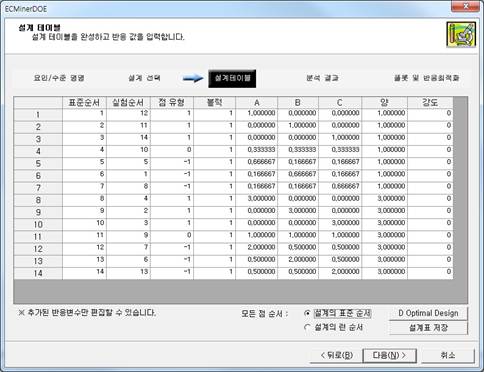 ECMinerDOE
설계 테이블
설계 테이블을 완성하고 반응 값을 입력합니다.
요인/수준 명명 설계 선택 설계테이블 분석 결과 플롯 및 반응최적화
표준순서 실험순서 점 유형 블럭 A B C 양 강도
1 1 12 1 1 1,000000 0,000000 0,000000 1,000000 0
2 2 11 1 1 0,000000 1,000000 0,000000 1,000000 0
3 3 14 1 1 0,000000 0,000000 1,000000 1,000000 0
4 4 10 0 1 0,333333 0,333333 0,333333 1,000000 0
5 5 5 -1 1 0,666667 0,166667 0,166667 1,000000 0
6 6 1 -1 1 0,166667 0,666667 0,166667 1,000000 0
7 7 8 -1 1 0,166667 0,166667 0,666667 1,000000 0
8 8 4 1 1 3,000000 0,000000 0,000000 3,000000 0
9 9 2 1 1 0,000000 3,000000 0,000000 3,000000 0
10 10 3 1 1 0,000000 0,000000 3,000000 3,000000 0
11 11 9 0 1 1,000000 1,000000 1,000000 3,000000 0
12 12 7 -1 1 2,000000 0,500000 0,500000 3,000000 0
13 13 6 -1 1 0,500000 2,000000 0,500000 3,000000 0
14 14 13 -1 1 0,500000 0,500000 2,000000 3,000000 0
※ 추가된 반응변수만 편집할 수 있습니다. 모든 점 순서 : 설계의 표준 순서 D Optimal Design
설계의 런 순서 설계표 저장
< 뒤로(B) 다음(N) > 취소